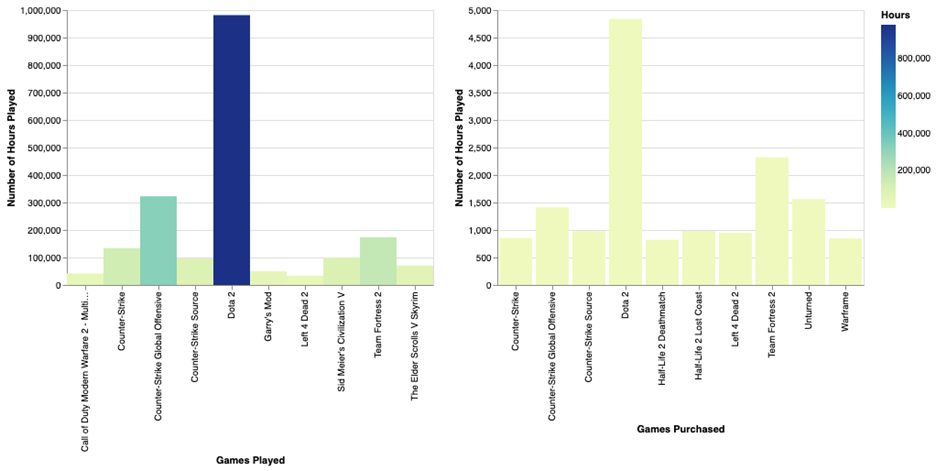 1,000,000
900,000
800,000
700,000
600,000
500,000
400,000
300,000
200,000
100,000
0
Number of Hours Played
Call of Duty Modern Warfare 2 - Multi…
Counter-Strike
Counter-Strike Global Offensive
Counter-Strike Source
Dota 2
Garry's Mod
Left 4 Dead 2
Sid Meier's Civilization V
Team Fortress 2
The Elder Scrolls V Skyrim
Games Played
5,000
4,500
4,000
3,500
3,000
2,500
2,000
1,500
1,000
500
0
Number of Hours Played
Counter-Strike
Counter-Strike Global Offensive
Counter-Strike Source
Dota 2
Half-Life 2 Deathmatch
Half-Life 2 Lost Coast
Left 4 Dead 2
Team Fortress 2
Unturned
Warframe
Games Purchased
Hours
800,000
600,000
400,000
200,000